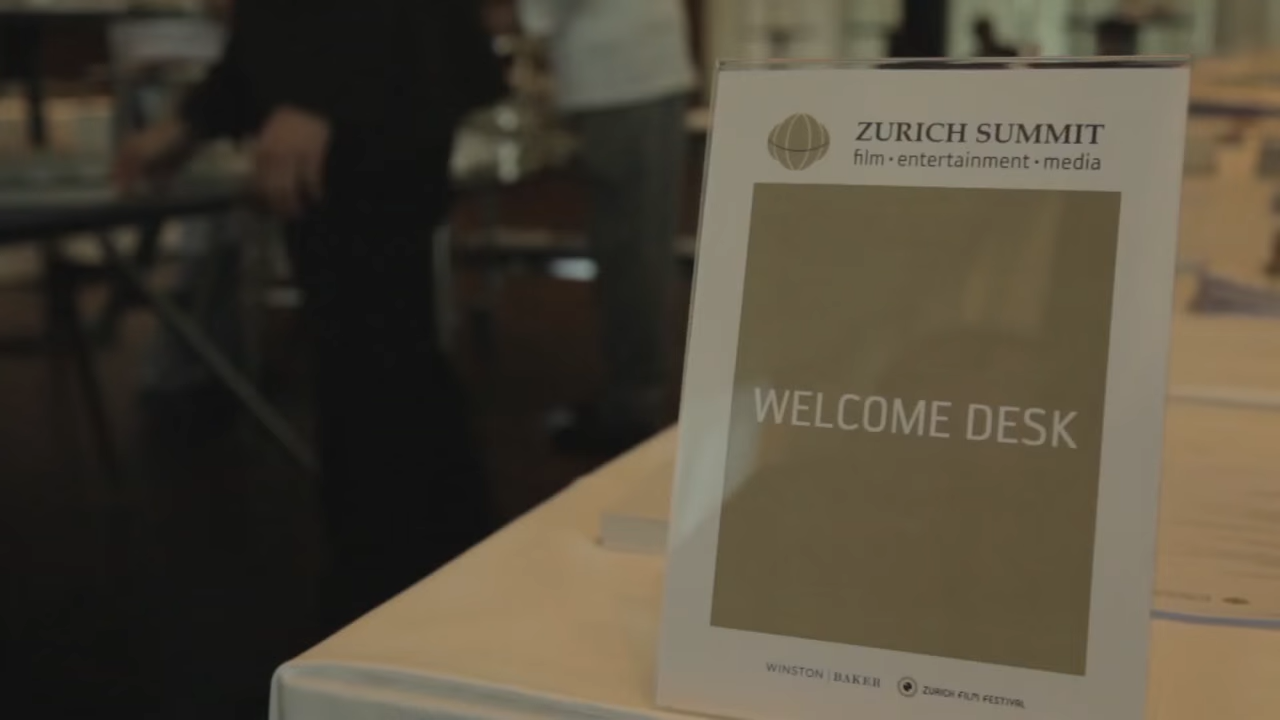 ZURICH SUMMIT
film · entertainment · media
WELCOME DESK
WINSTON | BAKER
ZURICH FILM FESTIVAL